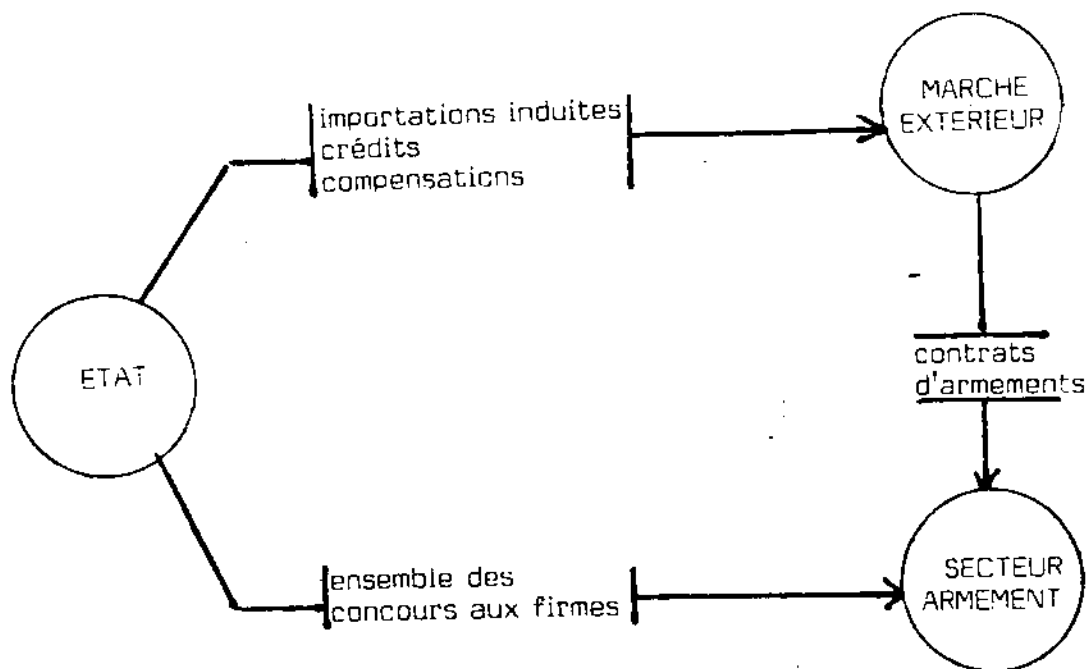 MARCHE
EXTERIEUR
importations induites
crédits
compensations
ETAT
contrats
d'armements
ensemble des
concours aux firmes
SECTEUR
ARMEMENT